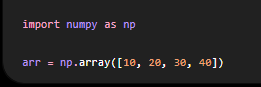 import numpy as np
arr = np.array([10, 20, 30, 40])